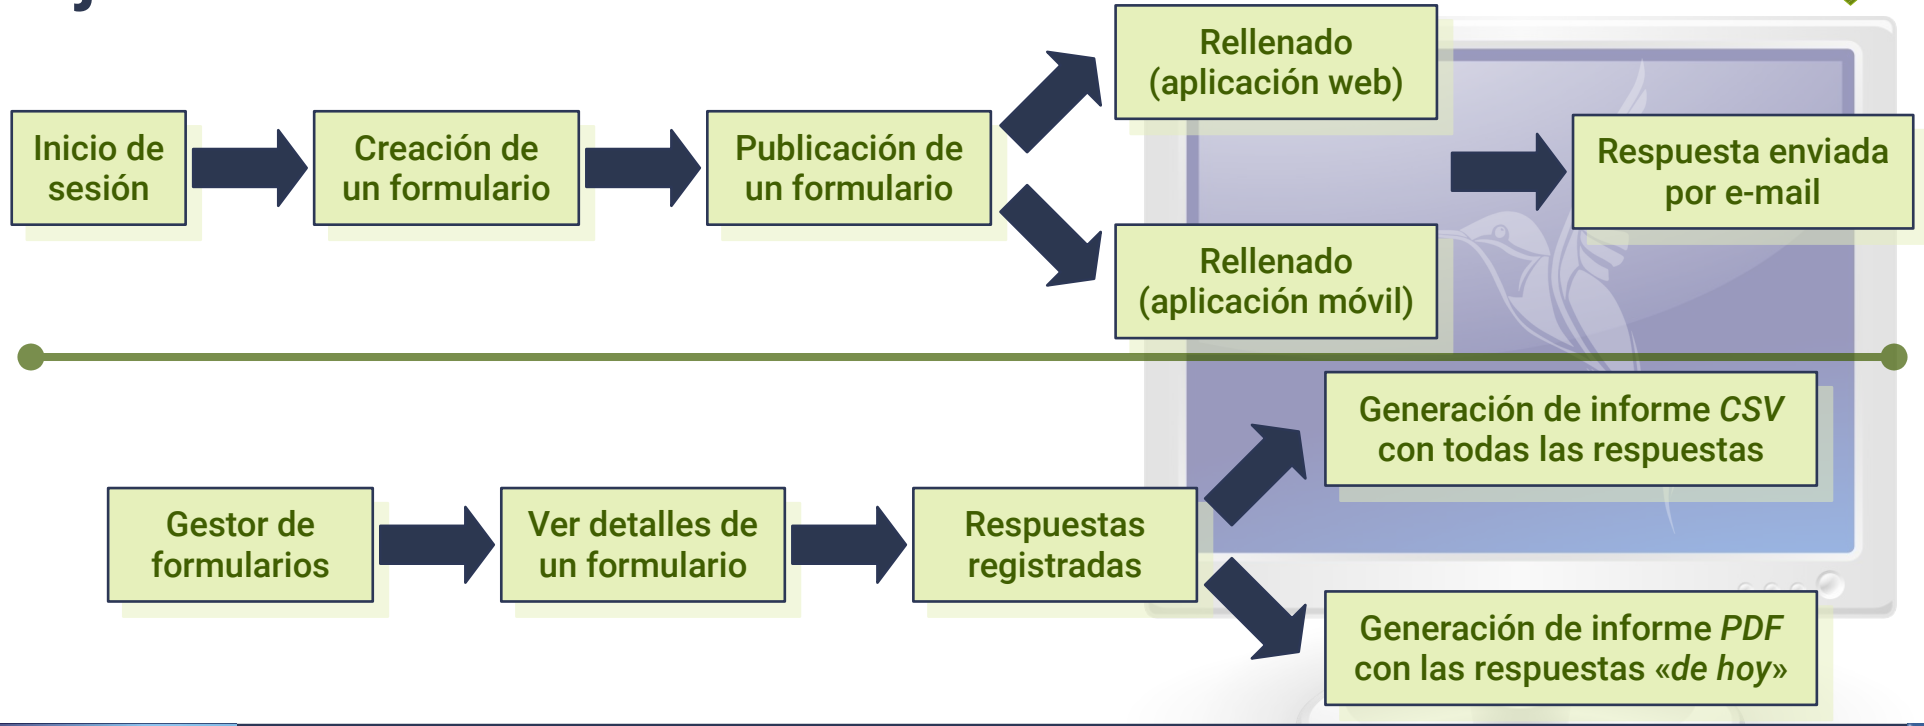 Inicio de
sesión
Creación de
un formulario
Publicación de
un formulario
Rellenado
(aplicación web)
Rellenado
(aplicación móvil)
Respuesta enviada
por e-mail
Gestor de
formularios
Ver detalles de
un formulario
Respuestas
registradas
Generación de informe CSV
con todas las respuestas
Generación de informe PDF
con las respuestas «de hoy»